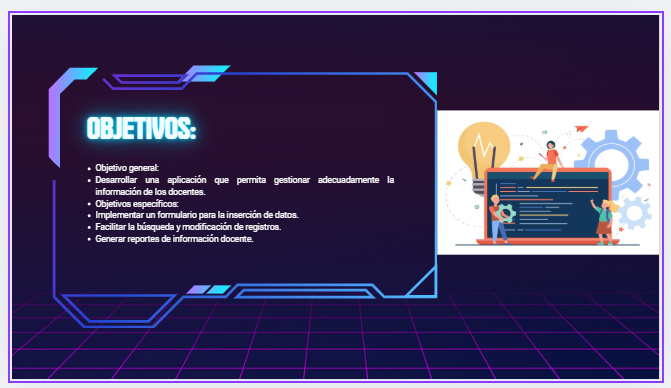 OBJETIVOS:
• Objetivo general:
• Desarrollar una aplicación que permita gestionar adecuadamente la
información de los docentes.
• Objetivos específicos:
• Implementar un formulario para la inserción de datos.
• Facilitar la búsqueda y modificación de registros.
• Generar reportes de información docente.